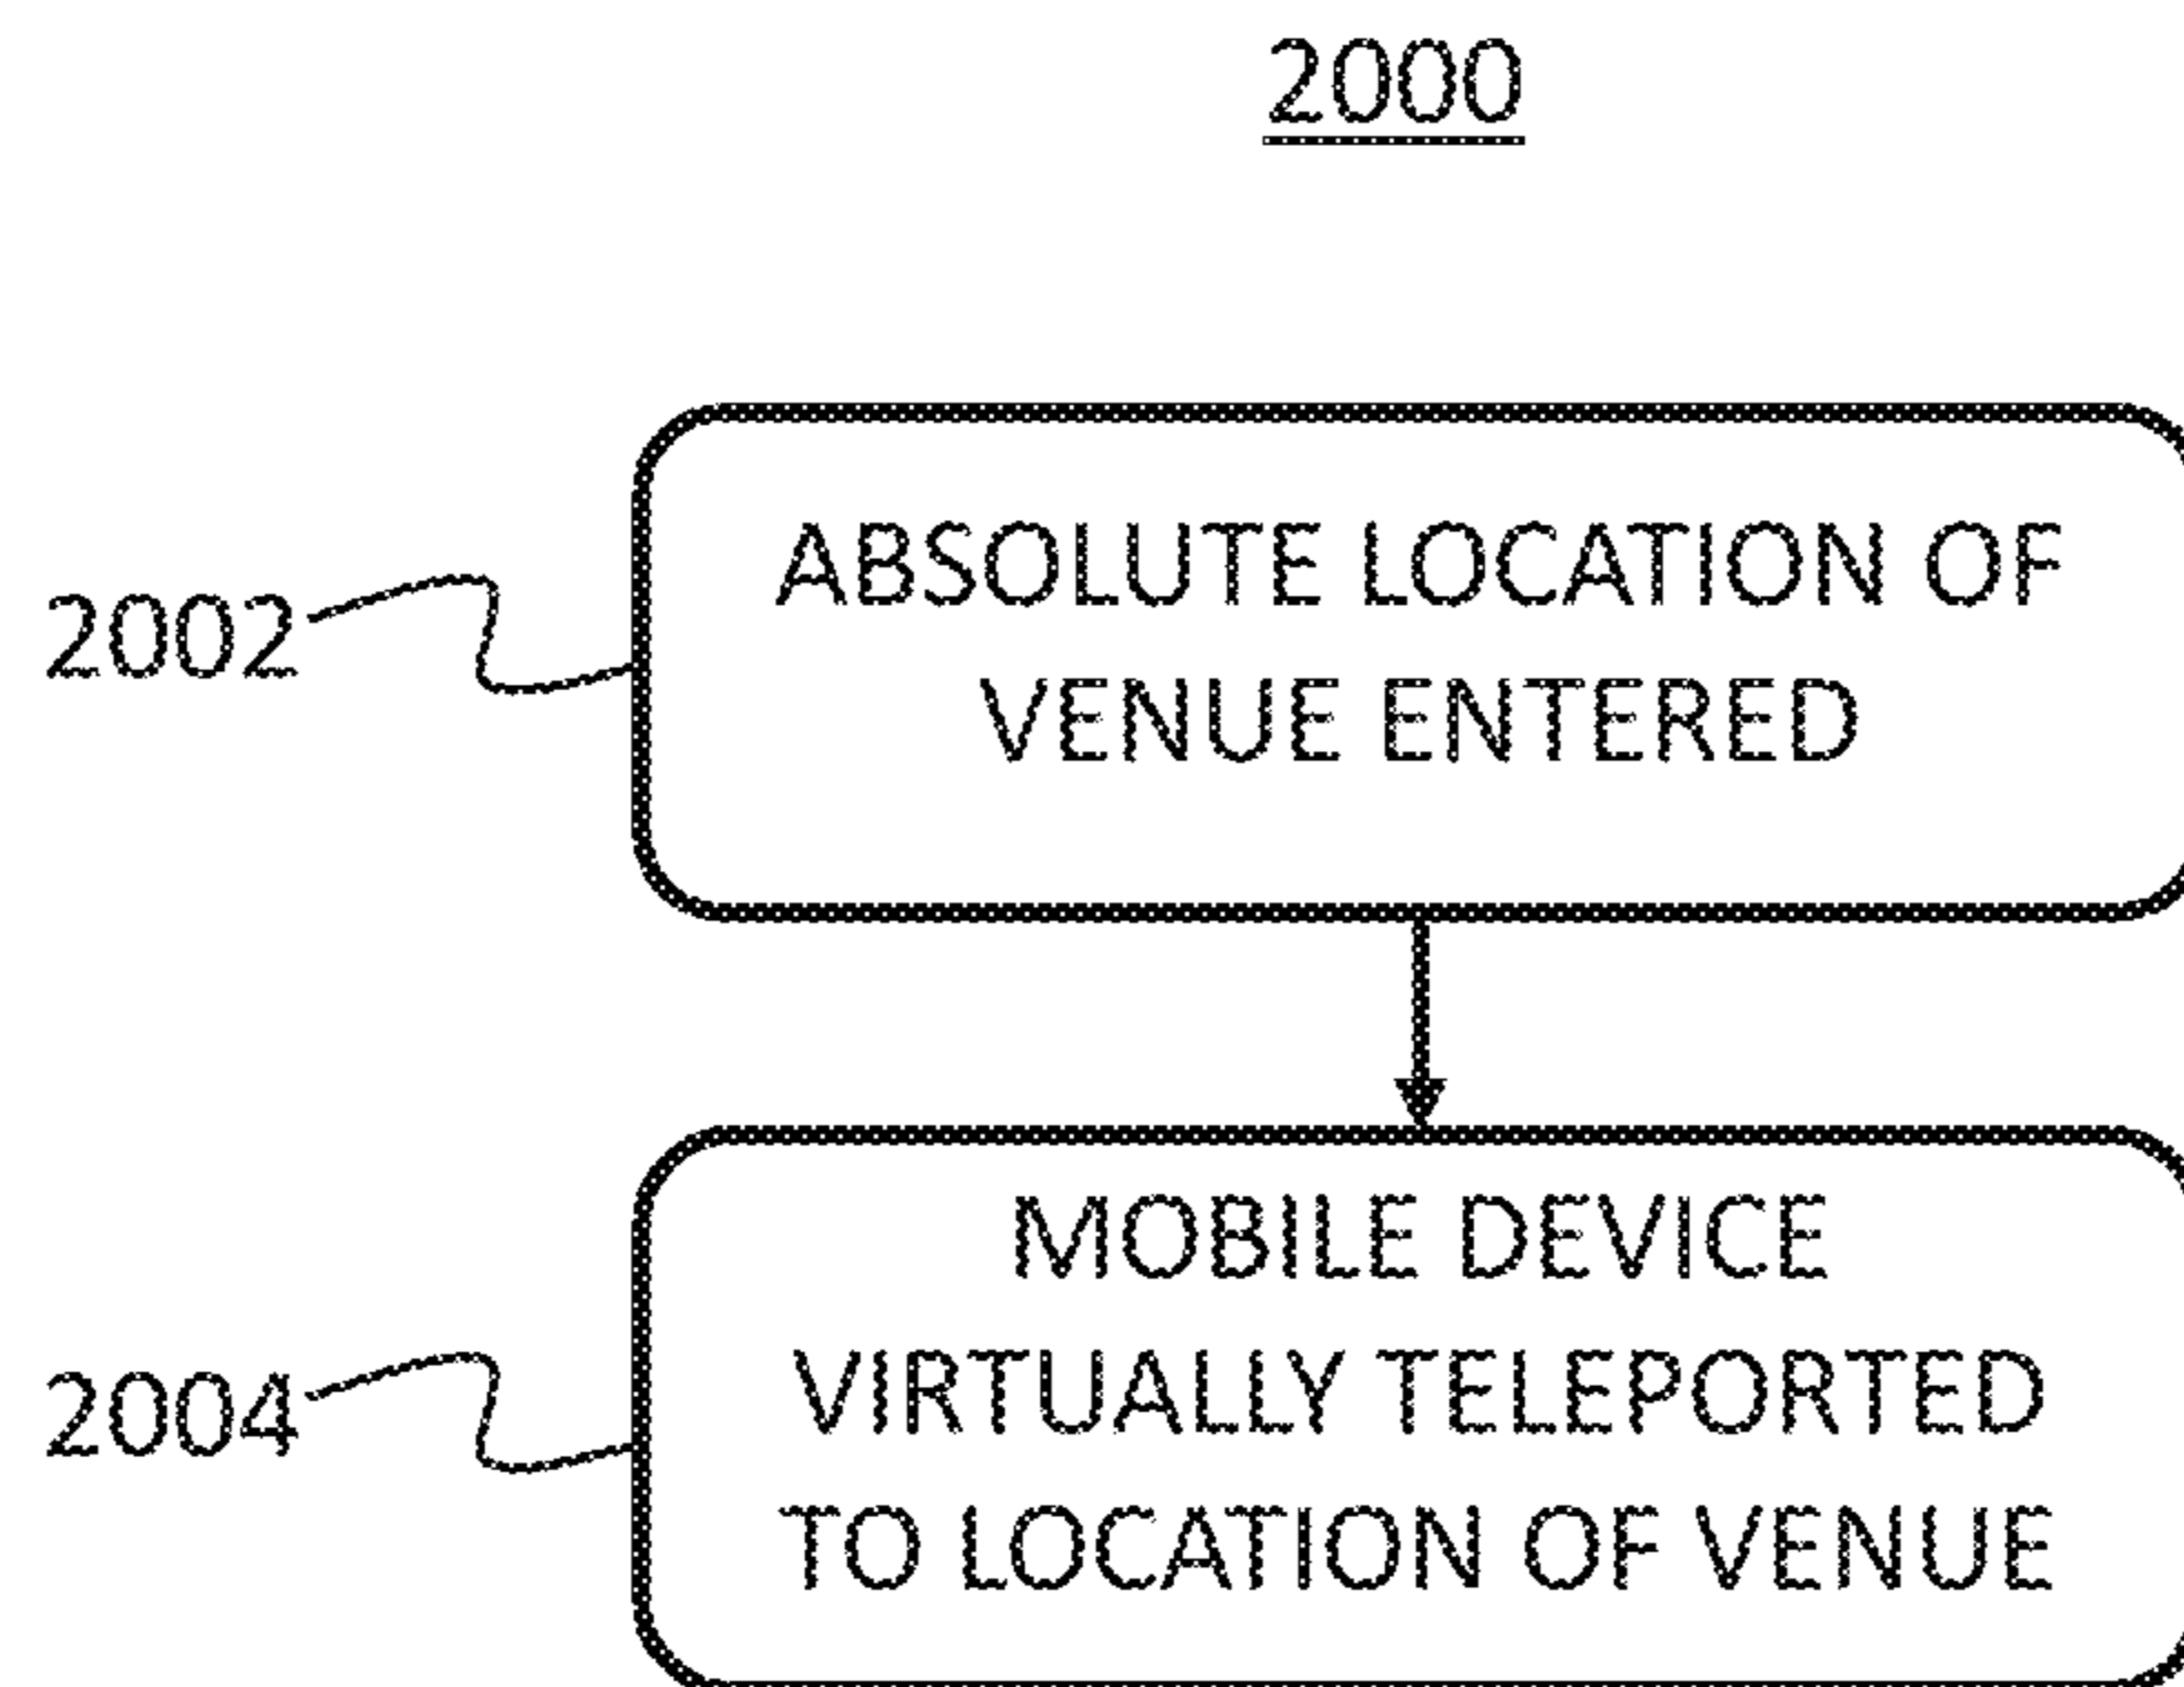 2000
ABSOLUTE LOCATION OF
2002
VENUE ENTERED
MOBILE DEVICE
2004
VIRTUALLY TELEPORTED
TO LOCATION OF VENUE